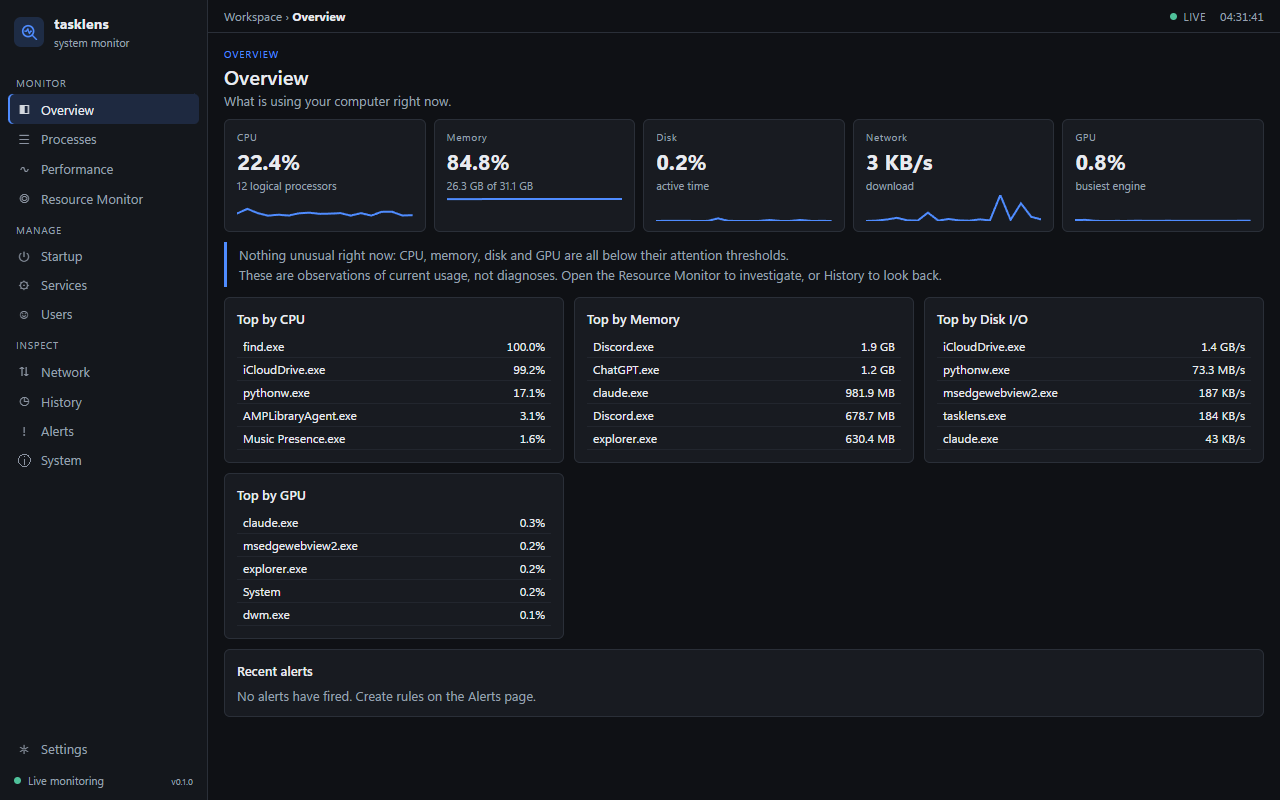 tasklens
system monitor
MONITOR
Overview
Processes
Performance
Resource Monitor
MANAGE
Startup
Services
Users
INSPECT
Network
History
Alerts
System
Settings
Live monitoring v0.1.0
Workspace › Overview
LIVE 04:31:41
OVERVIEW
Overview
What is using your computer right now.
CPU
22.4%
12 logical processors
Memory
84.8%
26.3 GB of 31.1 GB
Disk
0.2%
active time
Network
3 KB/s
download
GPU
0.8%
busiest engine
Nothing unusual right now: CPU, memory, disk and GPU are all below their attention thresholds.
These are observations of current usage, not diagnoses. Open the Resource Monitor to investigate, or History to look back.
Top by CPU
find.exe 100.0%
iCloudDrive.exe 99.2%
pythonw.exe 17.1%
AMPLibraryAgent.exe 3.1%
Music Presence.exe 1.6%
Top by Memory
Discord.exe 1.9 GB
ChatGPT.exe 1.2 GB
claude.exe 981.9 MB
Discord.exe 678.7 MB
explorer.exe 630.4 MB
Top by Disk I/O
iCloudDrive.exe 1.4 GB/s
pythonw.exe 73.3 MB/s
msedgewebview2.exe 187 KB/s
tasklens.exe 184 KB/s
claude.exe 43 KB/s
Top by GPU
claude.exe 0.3%
msedgewebview2.exe 0.2%
explorer.exe 0.2%
System 0.2%
dwm.exe 0.1%
Recent alerts
No alerts have fired. Create rules on the Alerts page.